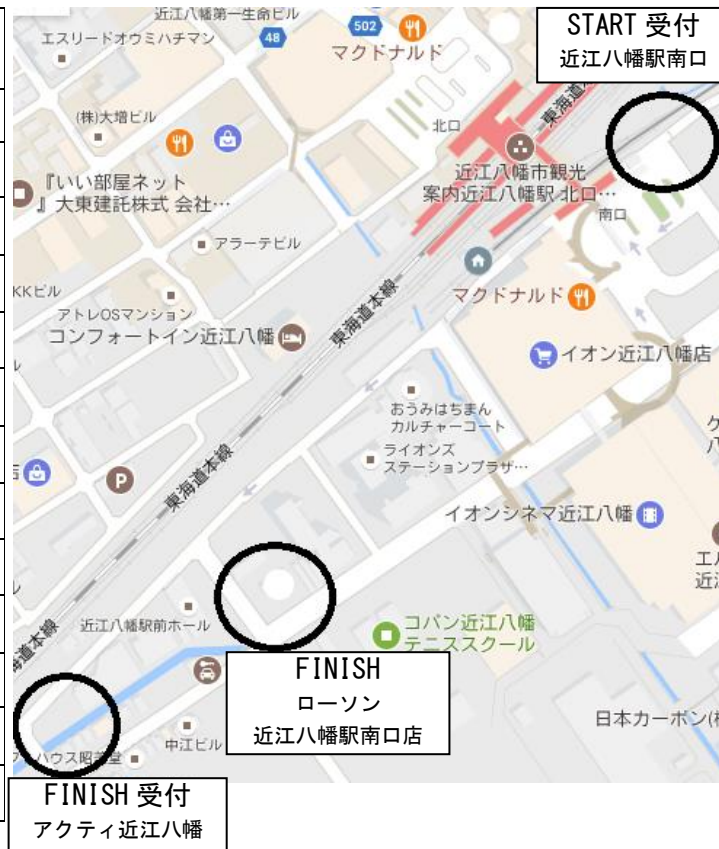 近江八幡第一生命ビル
エスリードオウミハチマン
48
502
マクドナルド
START 受付
近江八幡駅南口
(株)大増ビル
北口
東海道
『いい部屋ネット
』大東建託株式 会社…
近江八幡市観光
案内近江八幡駅 北口…
南口
アラーテビル
KKビル
アトレOSマンション
コンフォートイン近江八幡
東海道本線
マクドナルド
イオン近江八幡店
おうみはちまん
カルチャーコート
ライオンズ
ステーションプラザ…
東海道本線
P
イオンシネマ近江八幡
近江八幡駅前ホール
コパン近江八幡
テニススクール
道本線
FINISH
ローソン
近江八幡駅南口店
中江ビル
日本カーボン(株
FINISH 受付
アクティ近江八幡